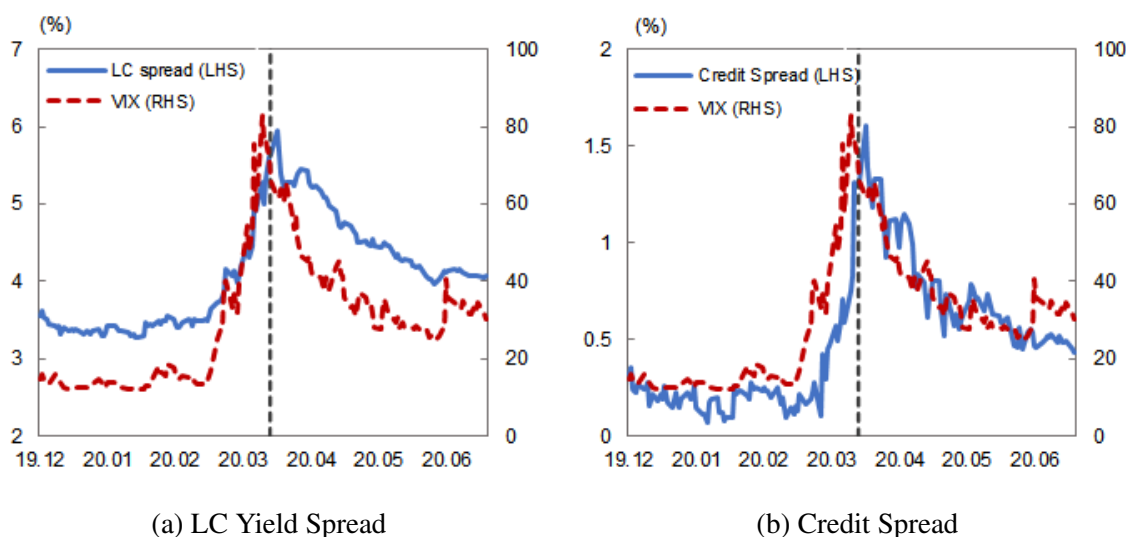 (%)
7 100
LC spread (LHS)
VIX (RHS)
6 80
5 60
4 40
3 20
2 0
19.12 20.01 20.02 20.03 20.04 20.05 20.06
(a) LC Yield Spread
(%)
2 100
Credit Spread (LHS)
VIX (RHS)
80
1.5
60
1
40
0.5
20
0 0
19.12 20.01 20.02 20.03 20.04 20.05 20.06
(b) Credit Spread